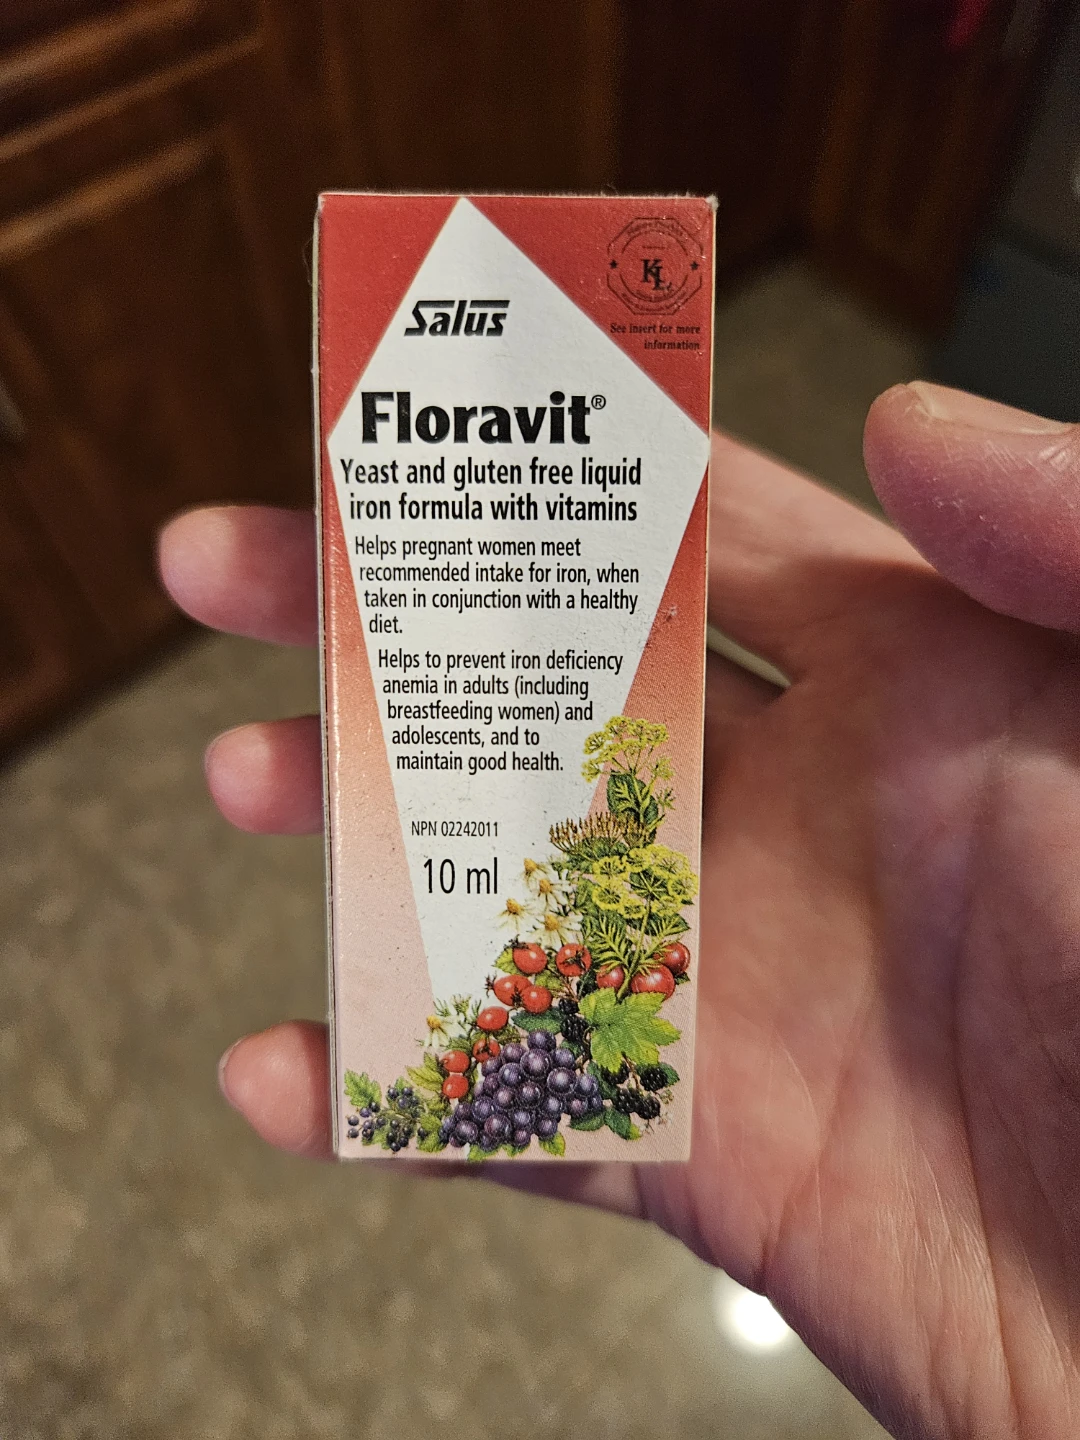 Salus
KL
See insert for more
information
Floravit®
Yeast and gluten free liquid
iron formula with vitamins
Helps pregnant women meet
recommended intake for iron, when
taken in conjunction with a healthy
diet.
Helps to prevent iron deficiency
anemia in adults (including
breastfeeding women) and
adolescents, and to
maintain good health.
NPN 02242011
10 ml